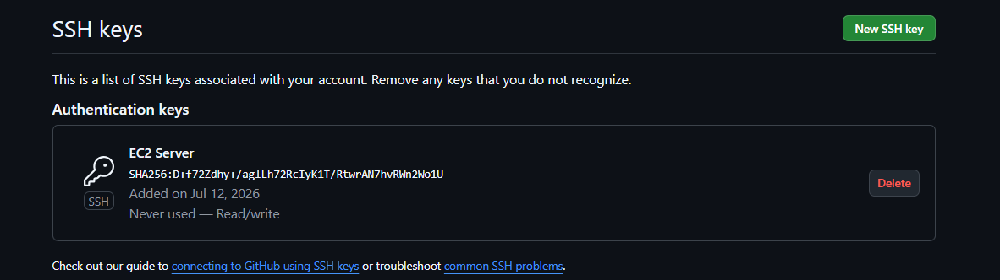 SSH keys
New SSH key
This is a list of SSH keys associated with your account. Remove any keys that you do not recognize.
Authentication keys
EC2 Server
SHA256:D+f72Zdhy+/aglLh72RcIyK1T/RtwrAN7hvRWn2Wo1U
Added on Jul 12, 2026
Never used — Read/write
SSH
Delete
Check out our guide to connecting to GitHub using SSH keys or troubleshoot common SSH problems.